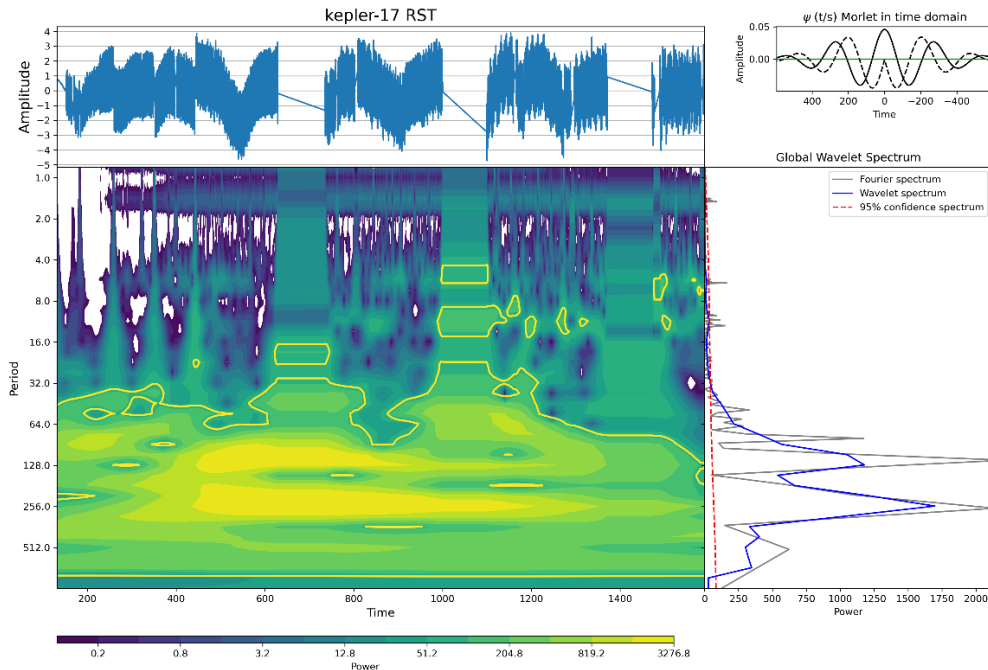 kepler-17 RST
Amplitude
4
3
2
1
0
−1
−2
−3
−4
−5
ψ (t/s) Morlet in time domain
Amplitude
0.05
0.00
400 200 0 −200 −400
Time
Global Wavelet Spectrum
Fourier spectrum
Wavelet spectrum
95% confidence spectrum
Period
1.0
2.0
4.0
8.0
16.0
32.0
64.0
128.0
256.0
512.0
200 400 600 800 1000 1200 1400
Time
0 250 500 750 1000 1250 1500 1750 2000
Power
0.2 0.8 3.2 12.8 51.2 204.8 819.2 3276.8
Power